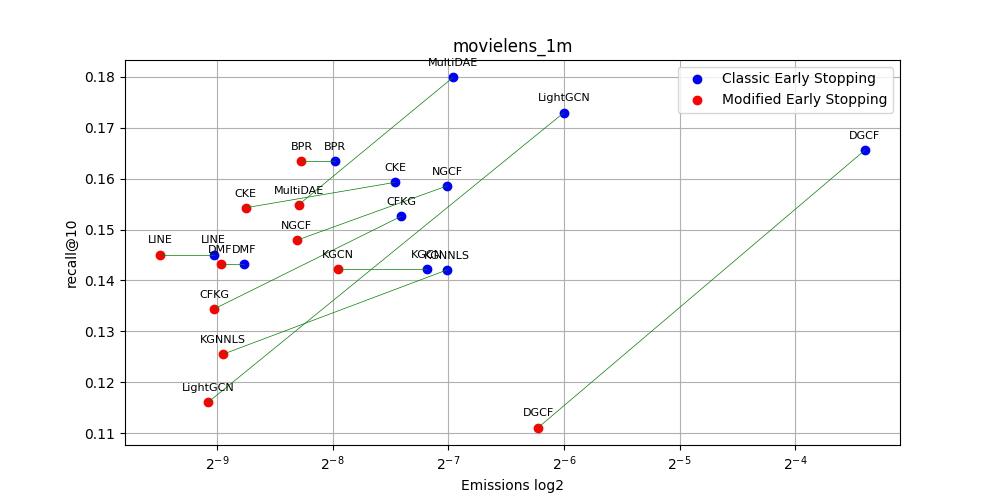 movielens_1m
Classic Early Stopping
Modified Early Stopping
MultiDAE
LightGCN
DGCF
BPR BPR
CKE
NGCF
CKE
MultiDAE
CFKG
NGCF
LINE LINE
DMF DMF
KGCN
KGCN
KGNNLS
CFKG
KGNNLS
LightGCN
DGCF
recall@10
0.18
0.17
0.16
0.15
0.14
0.13
0.12
0.11
2⁻⁹ 2⁻⁸ 2⁻⁷ 2⁻⁶ 2⁻⁵ 2⁻⁴
Emissions log2